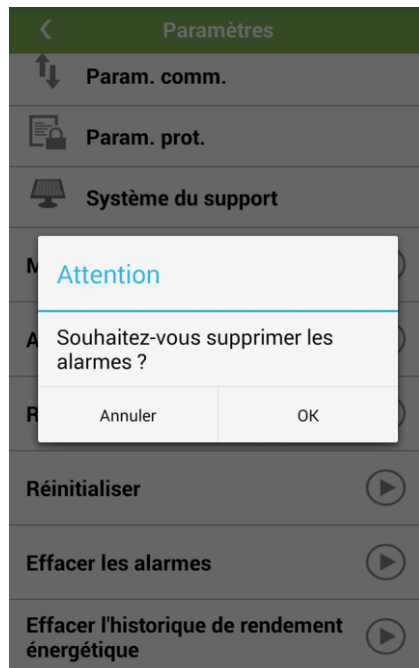 Paramètres
Param. comm.
Param. prot.
Système du support
M
Attention
A
Souhaitez-vous supprimer les
alarmes ?
R
Annuler
OK
Réinitialiser
Effacer les alarmes
Effacer l'historique de rendement
énergétique